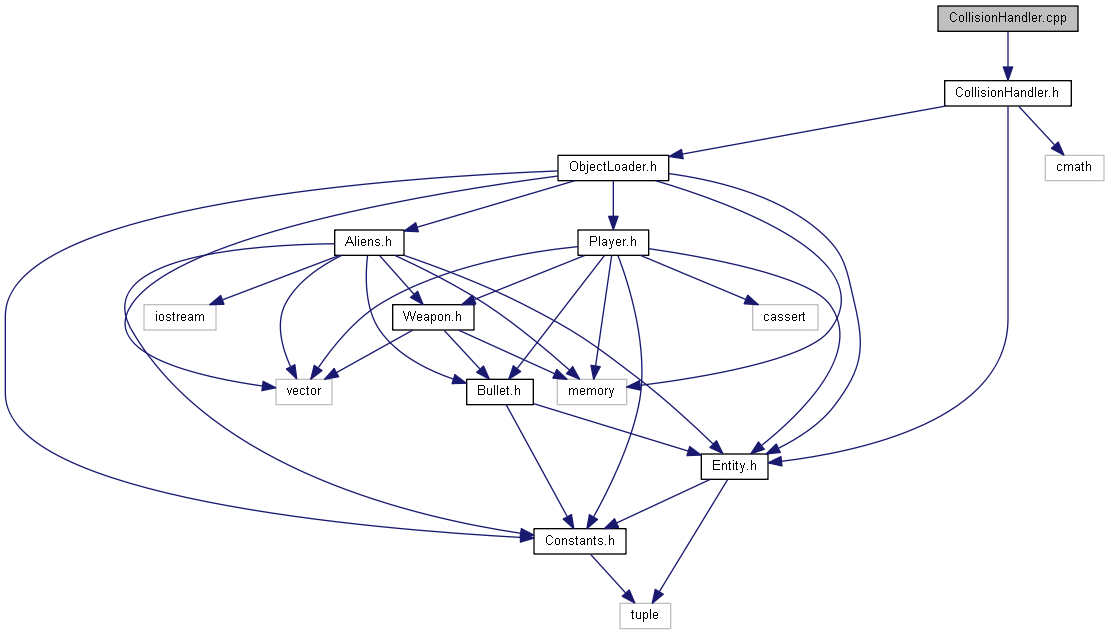 CollisionHandler.cpp
CollisionHandler.h
ObjectLoader.h
cmath
Aliens.h
Player.h
iostream
Weapon.h
cassert
vector
Bullet.h
memory
Entity.h
Constants.h
tuple